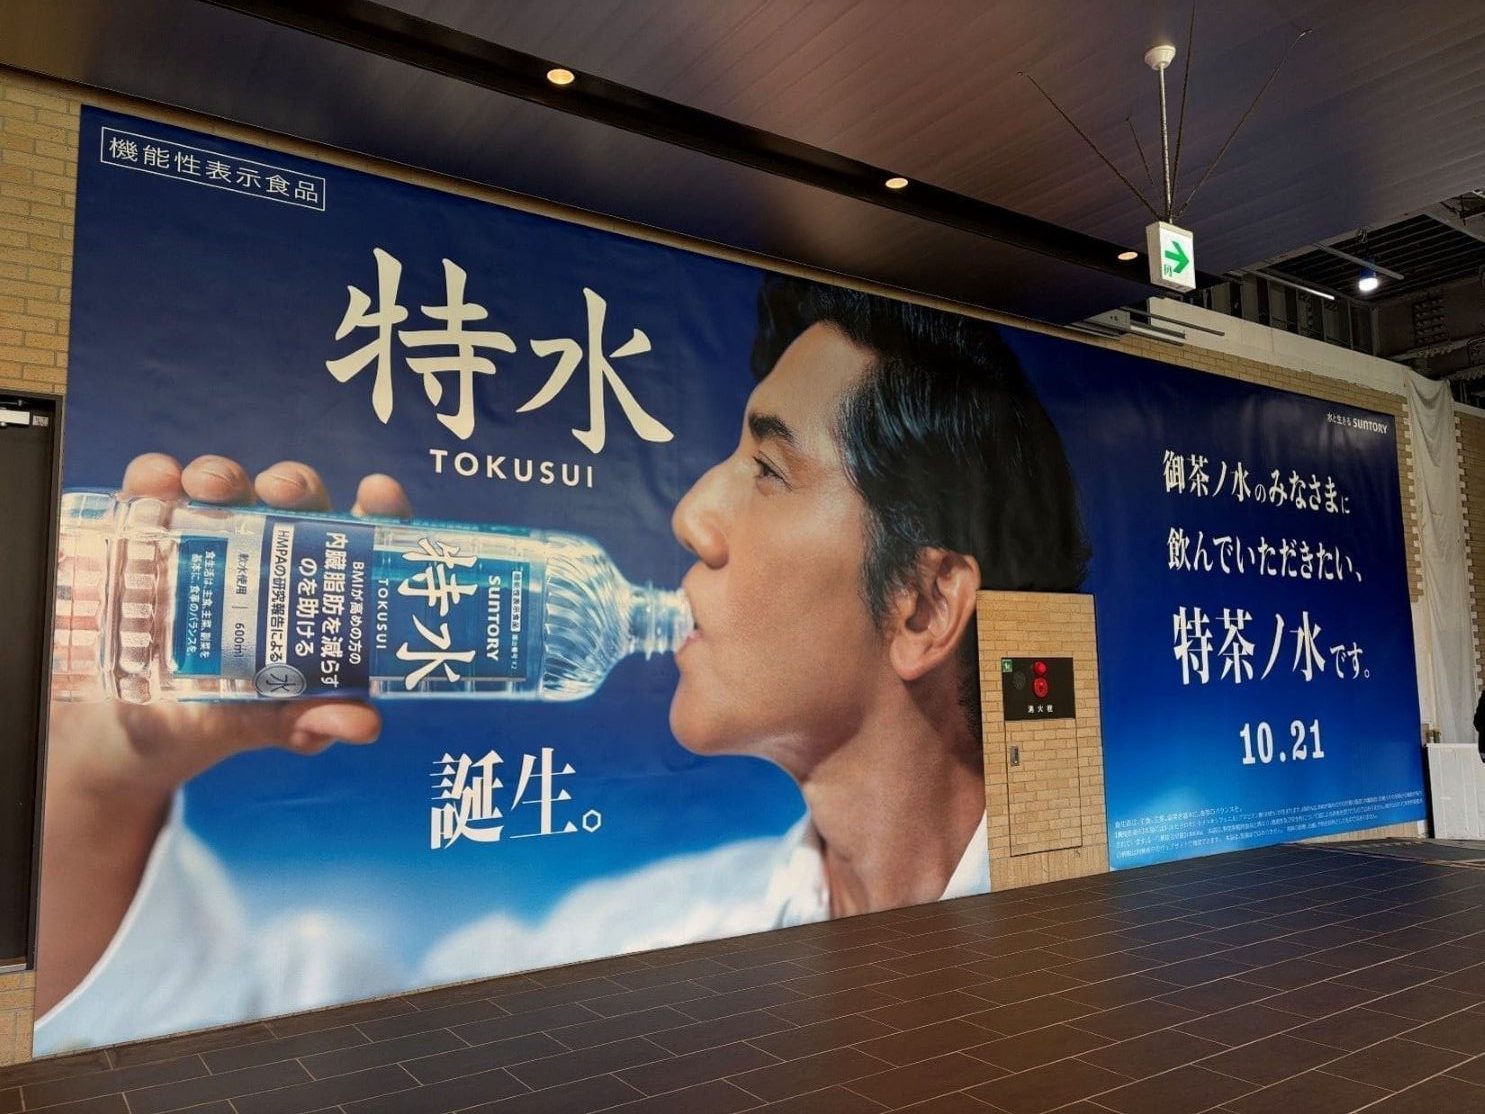 機能性表示食品
特水
TOKUSUI
機能性表示食品
SUNTORY
特水
TOKUSUI
BMIが高めの方の
内臓脂肪を減らす
のを助ける
HMPAの研究報告による
水
軟水使用
600ml
食生活は、主食、主菜、副菜を
基本に、食事のバランスを。
誕生。
水と生きる SUNTORY
御茶ノ水のみなさまに
飲んでいただきたい、
特茶ノ水です。
10.21
消火栓